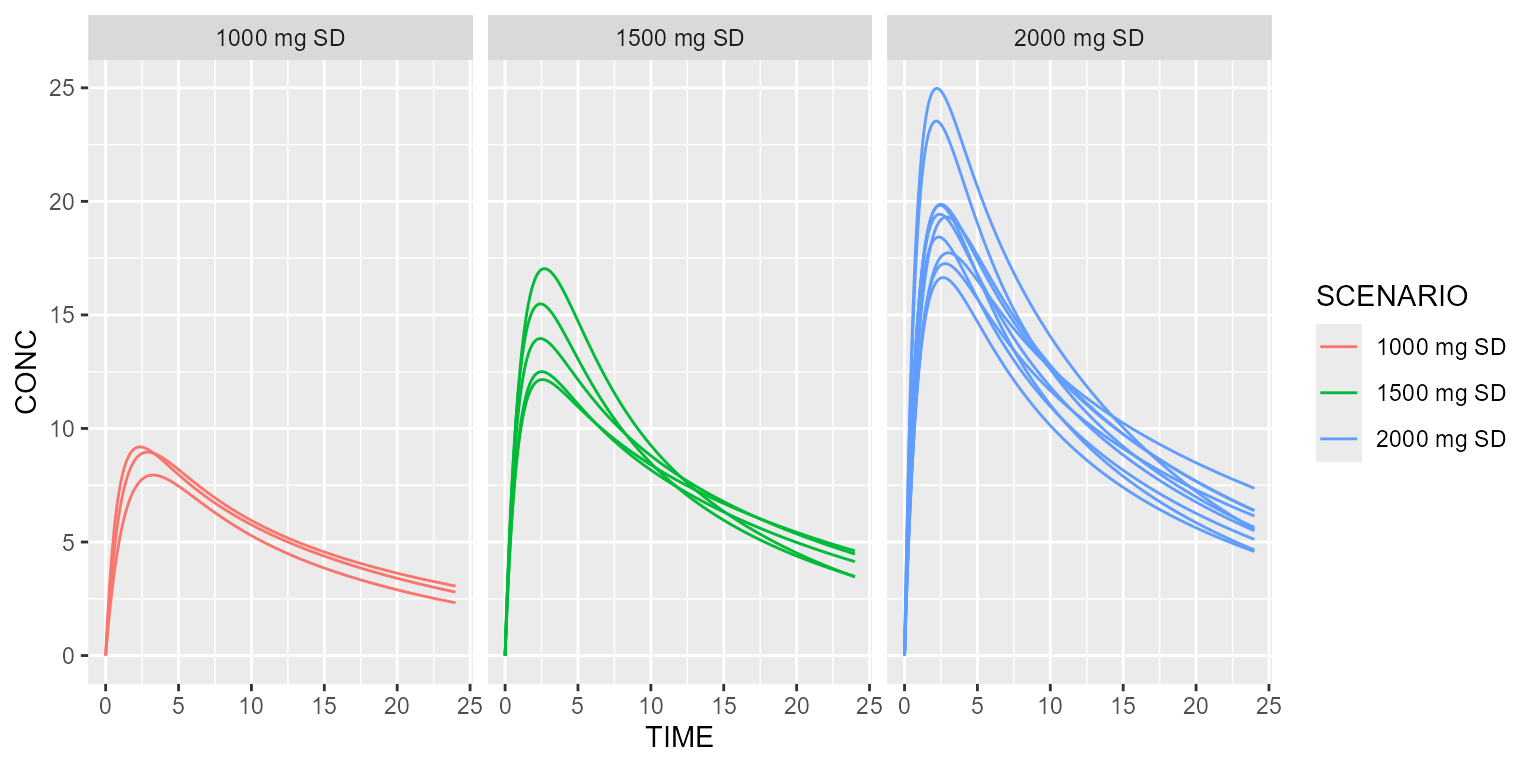 1000 mg SD
1500 mg SD
2000 mg SD
CONC
25
20
15
10
5
0
0 5 10 15 20 25
0 5 10 15 20 25
0 5 10 15 20 25
TIME
SCENARIO
1000 mg SD
1500 mg SD
2000 mg SD